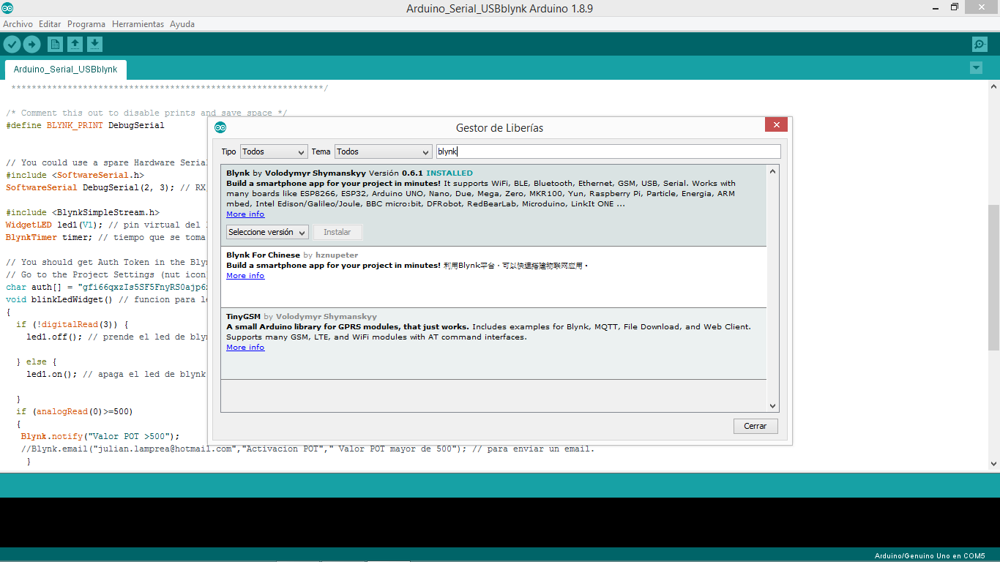 Arduino_Serial_USBblynk Arduino 1.8.9
Archivo Editar Programa Herramientas Ayuda
Arduino_Serial_USBblynk
************************************************************/
/* Comment this out to disable prints and save space */
#define BLYNK_PRINT DebugSerial
// You could use a spare Hardware Serial
#include <SoftwareSerial.h>
SoftwareSerial DebugSerial(2, 3); // RX
#include <BlynkSimpleStream.h>
WidgetLED led1(V1); // pin virtual del
BlynkTimer timer; // tiempo que se toma
// You should get Auth Token in the Blyn
// Go to the Project Settings (nut icon
char auth[] = "gfi66qxzIs5SF5FnyRS0ajp6
void blinkLedWidget() // funcion para le
{
if (!digitalRead(3)) {
led1.off(); // prende el led de blyn
} else {
led1.on(); // apaga el led de blynk
}
if (analogRead(0)>=500)
{
Blynk.notify("Valor POT >500");
//Blynk.email("julian.lamprea@hotmail.com","Activacion POT"," Valor POT mayor de 500"); // para enviar un email.
}
Gestor de Liberías
Tipo Todos Tema Todos blynk
Blynk by Volodymyr Shymanskyy Versión 0.6.1 INSTALLED
Build a smartphone app for your project in minutes! It supports WiFi, BLE, Bluetooth, Ethernet, GSM, USB, Serial. Works with
many boards like ESP8266, ESP32, Arduino UNO, Nano, Due, Mega, Zero, MKR100, Yun, Raspberry Pi, Particle, Energia, ARM
mbed, Intel Edison/Galileo/Joule, BBC micro:bit, DFRobot, RedBearLab, Microduino, LinkIt ONE ...
More info
Seleccione versión Instalar
Blynk For Chinese by hznupeter
Build a smartphone app for your project in minutes! 利用Blynk平台，可以快速搭建物联网应用。
More info
TinyGSM by Volodymyr Shymanskyy
A small Arduino library for GPRS modules, that just works. Includes examples for Blynk, MQTT, File Download, and Web Client.
Supports many GSM, LTE, and WiFi modules with AT command interfaces.
More info
Cerrar
Arduino/Genuino Uno en COM5